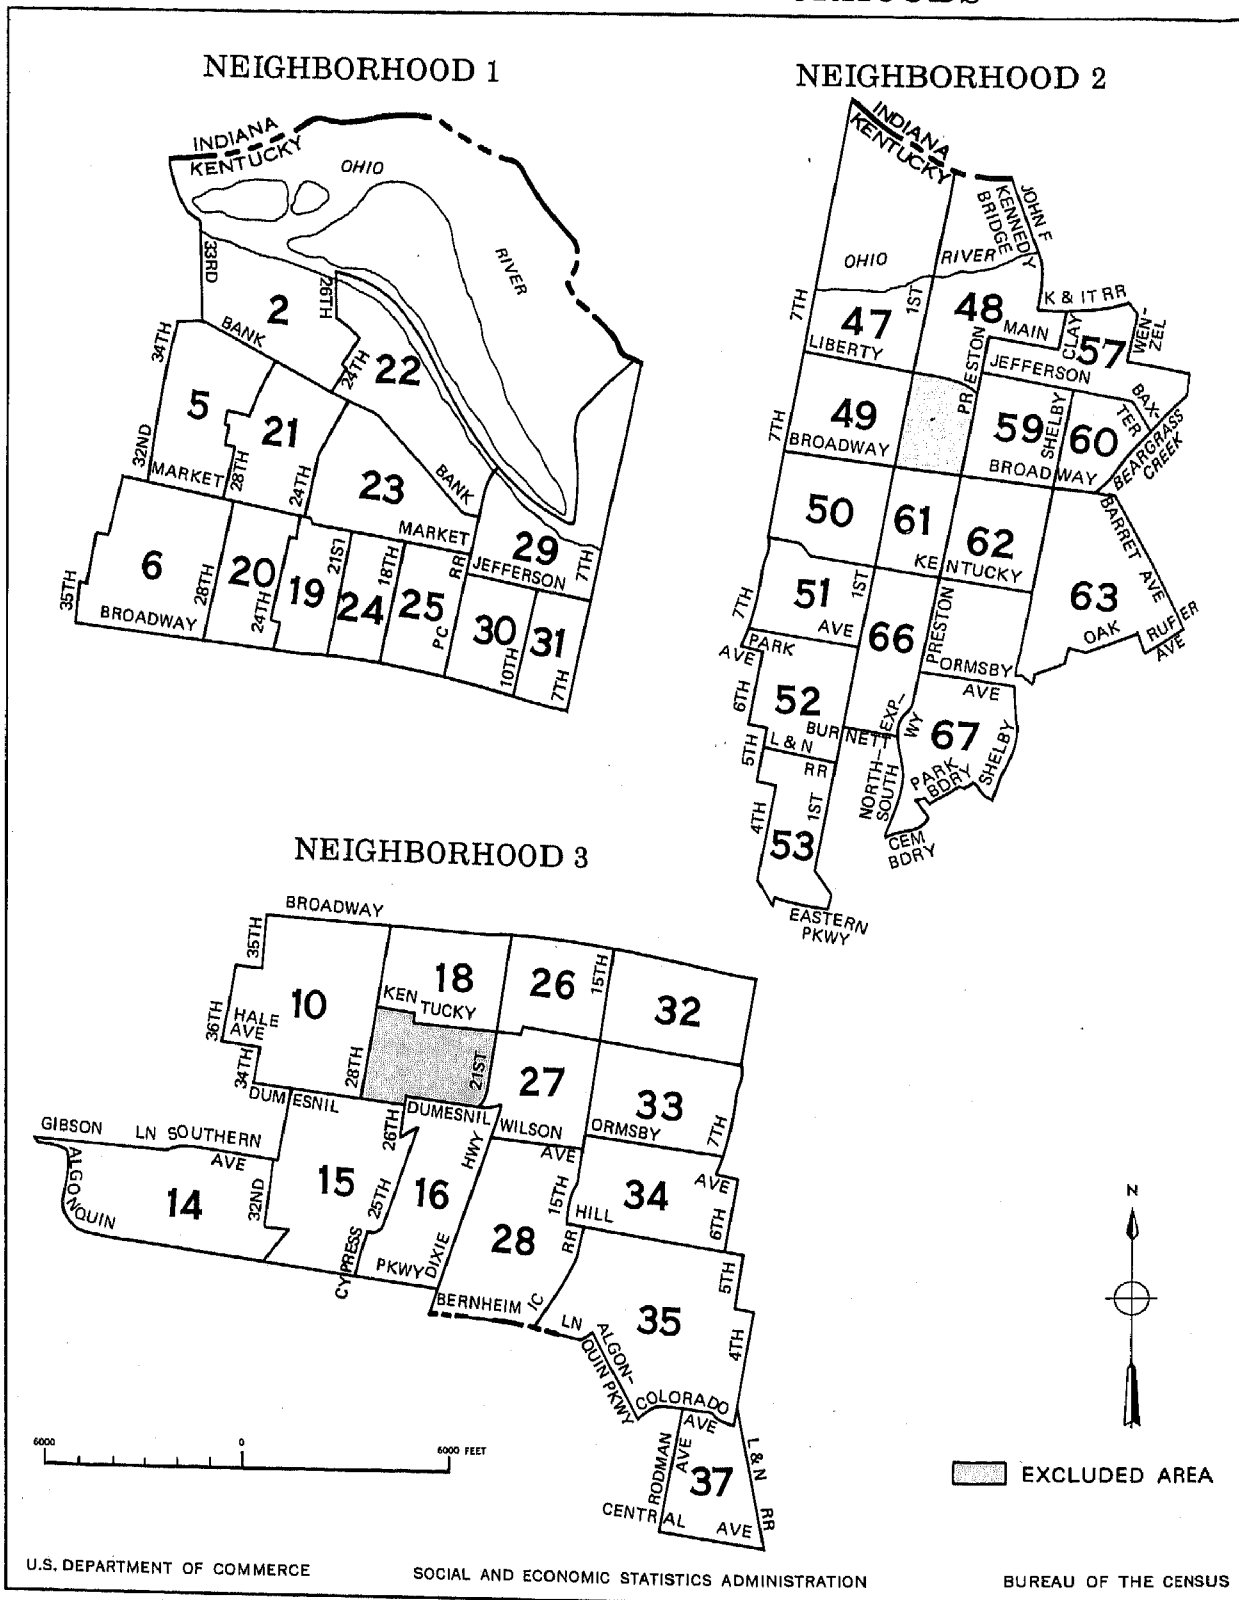 NEIGHBORHOOD 1
INDIANA
KENTUCKY
OHIO
RIVER
33RD
26TH
2
BANK
34TH
24TH
22
5
21
32ND
28TH
24TH
MARKET
23
BANK
MARKET
29
6
20
19
21ST
18TH
RR
JEFFERSON
7TH
35TH
28TH
24TH
24
25
PC
30
31
BROADWAY
10TH
7TH
NEIGHBORHOOD 2
INDIANA
KENTUCKY
JOHN F
KENNEDY
BRIDGE
OHIO
RIVER
7TH
1ST
K & IT RR
47
48
MAIN
CLAY
57
WEN-
ZEL
LIBERTY
PRESTON
JEFFERSON
BAX-
TER
49
59
SHELBY
60
BEARGRASS
CREEK
7TH
BROADWAY
BROADWAY
50
61
62
BARRET AVE
KENTUCKY
51
1ST
63
7TH
AVE
66
PRESTON
OAK
RUFER
AVE
PARK
AVE
ORMSBY
AVE
6TH
52
EXP-
WY
67
BURNETT
SHELBY
5TH
L & N
RR
NORTH-
SOUTH
PARK
BDRY
4TH
1ST
53
CEM
BDRY
EASTERN
PKWY
NEIGHBORHOOD 3
BROADWAY
35TH
18
26
15TH
32
10
KENTUCKY
36TH
HALE
AVE
34TH
28TH
21ST
27
33
DUMESNIL
26TH
DUMESNIL
WILSON
AVE
ORMSBY
7TH
GIBSON
LN
SOUTHERN
AVE
HWY
AVE
ALGONQUIN
14
32ND
15
25TH
16
15TH
34
HILL
6TH
28
RR
CYPRESS
PKWY
DIXIE
5TH
BERNHEIM
IC
LN
35
4TH
ALGON-
QUIN PKWY
COLORADO
AVE
RODMAN
AVE
37
L & N
RR
CENTRAL
AVE
N
6000
0
6000 FEET
EXCLUDED AREA
U.S. DEPARTMENT OF COMMERCE
SOCIAL AND ECONOMIC STATISTICS ADMINISTRATION
BUREAU OF THE CENSUS